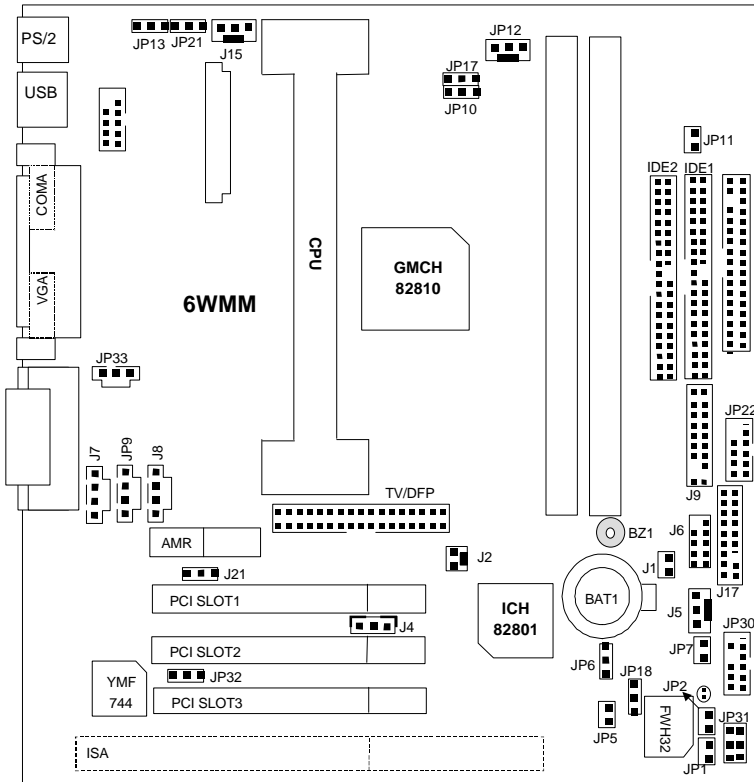 PS/2
JP13
JP21
J15
JP12
USB
JP17
JP10
JP11
IDE2
IDE1
COMA
CPU
GMCH
82810
VGA
6WMM
JP33
JP22
J7
JP9
J8
J9
TV/DFP
AMR
J2
BZ1
J6
J1
J17
J21
PCI SLOT1
ICH
82801
BAT1
J5
J4
JP30
PCI SLOT2
JP7
JP6
JP18
JP32
YMF
744
PCI SLOT3
JP2
FWH32
JP31
JP5
JP1
ISA